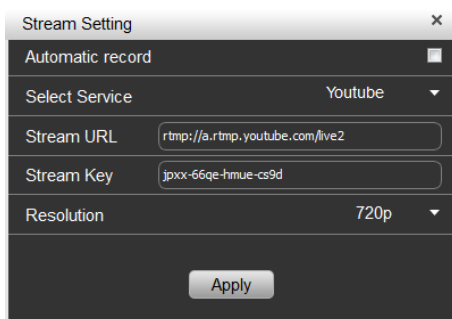 Stream Setting
Automatic record
Select Service Youtube
Stream URL rtmp://a.rtmp.youtube.com/live2
Stream Key jpxx-66qe-hmue-cs9d
Resolution 720p
Apply